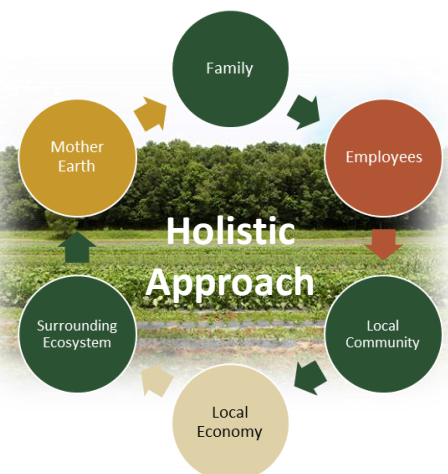 Family
Employees
Local
Community
Local
Economy
Surrounding
Ecosystem
Mother
Earth
Holistic
Approach